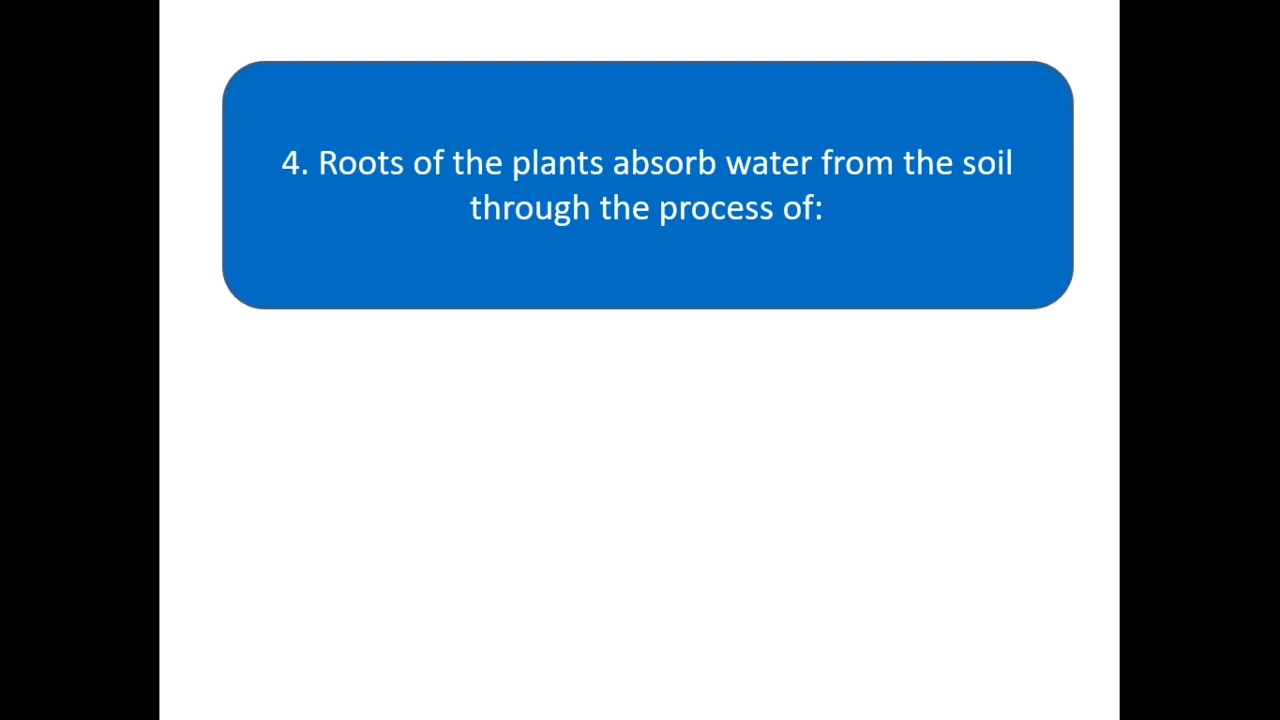 4. Roots of the plants absorb water from the soil
through the process of: